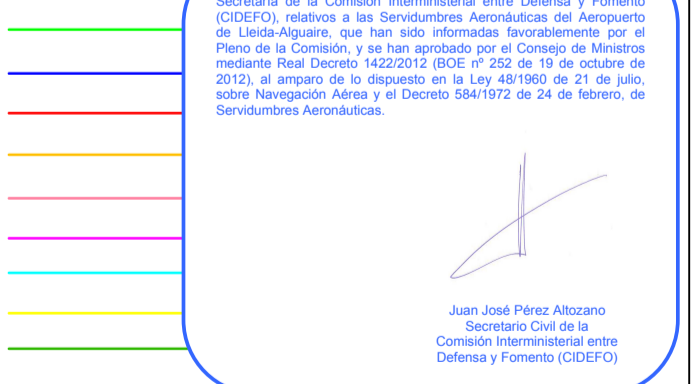 Secretaría de la Comisión Interministerial entre Defensa y Fomento
(CIDEFO), relativos a las Servidumbres Aeronáuticas del Aeropuerto
de Lleida-Alguaire, que han sido informadas favorablemente por el
Pleno de la Comisión, y se han aprobado por el Consejo de Ministros
mediante Real Decreto 1422/2012 (BOE nº 252 de 19 de octubre de
2012), al amparo de lo dispuesto en la Ley 48/1960 de 21 de julio,
sobre Navegación Aérea y el Decreto 584/1972 de 24 de febrero, de
Servidumbres Aeronáuticas.
Juan José Pérez Altozano
Secretario Civil de la
Comisión Interministerial entre
Defensa y Fomento (CIDEFO)